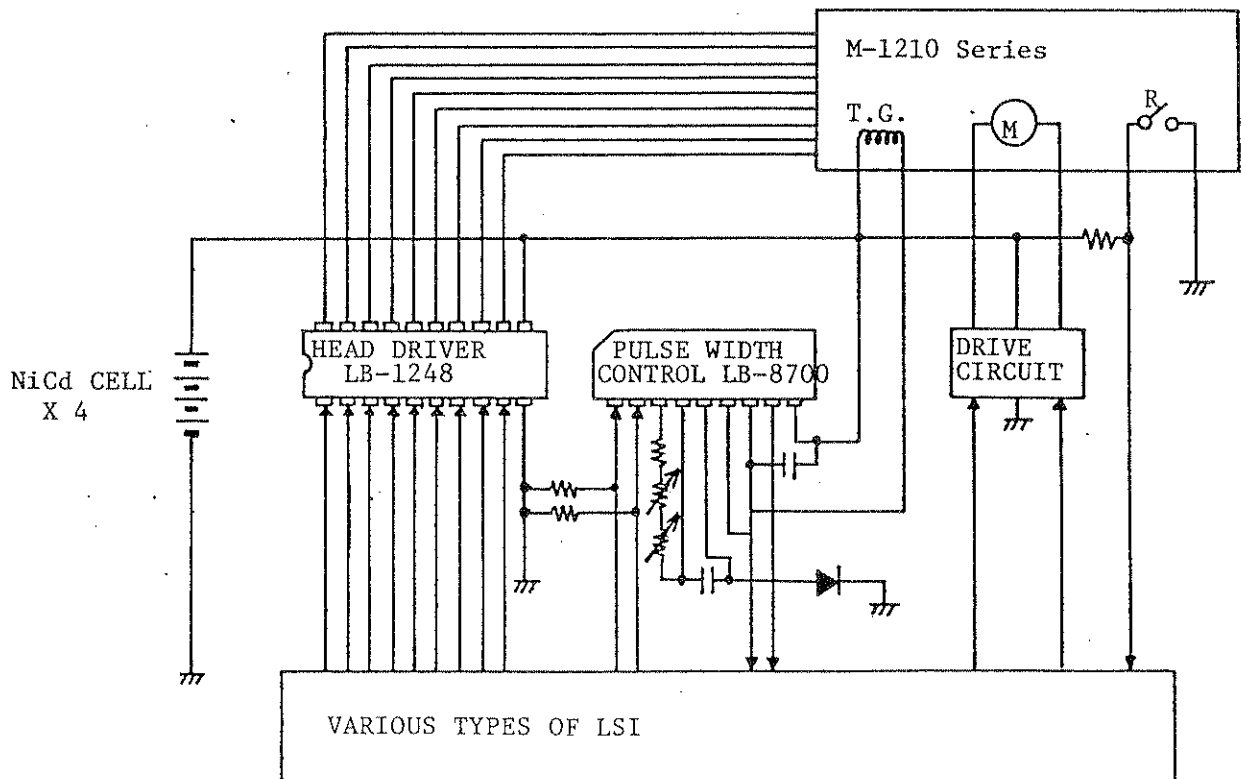 M-1210 Series
T.G.
M
R
HEAD DRIVER
LB-1248
PULSE WIDTH
CONTROL LB-8700
DRIVE
CIRCUIT
NiCd CELL
X 4
VARIOUS TYPES OF LSI